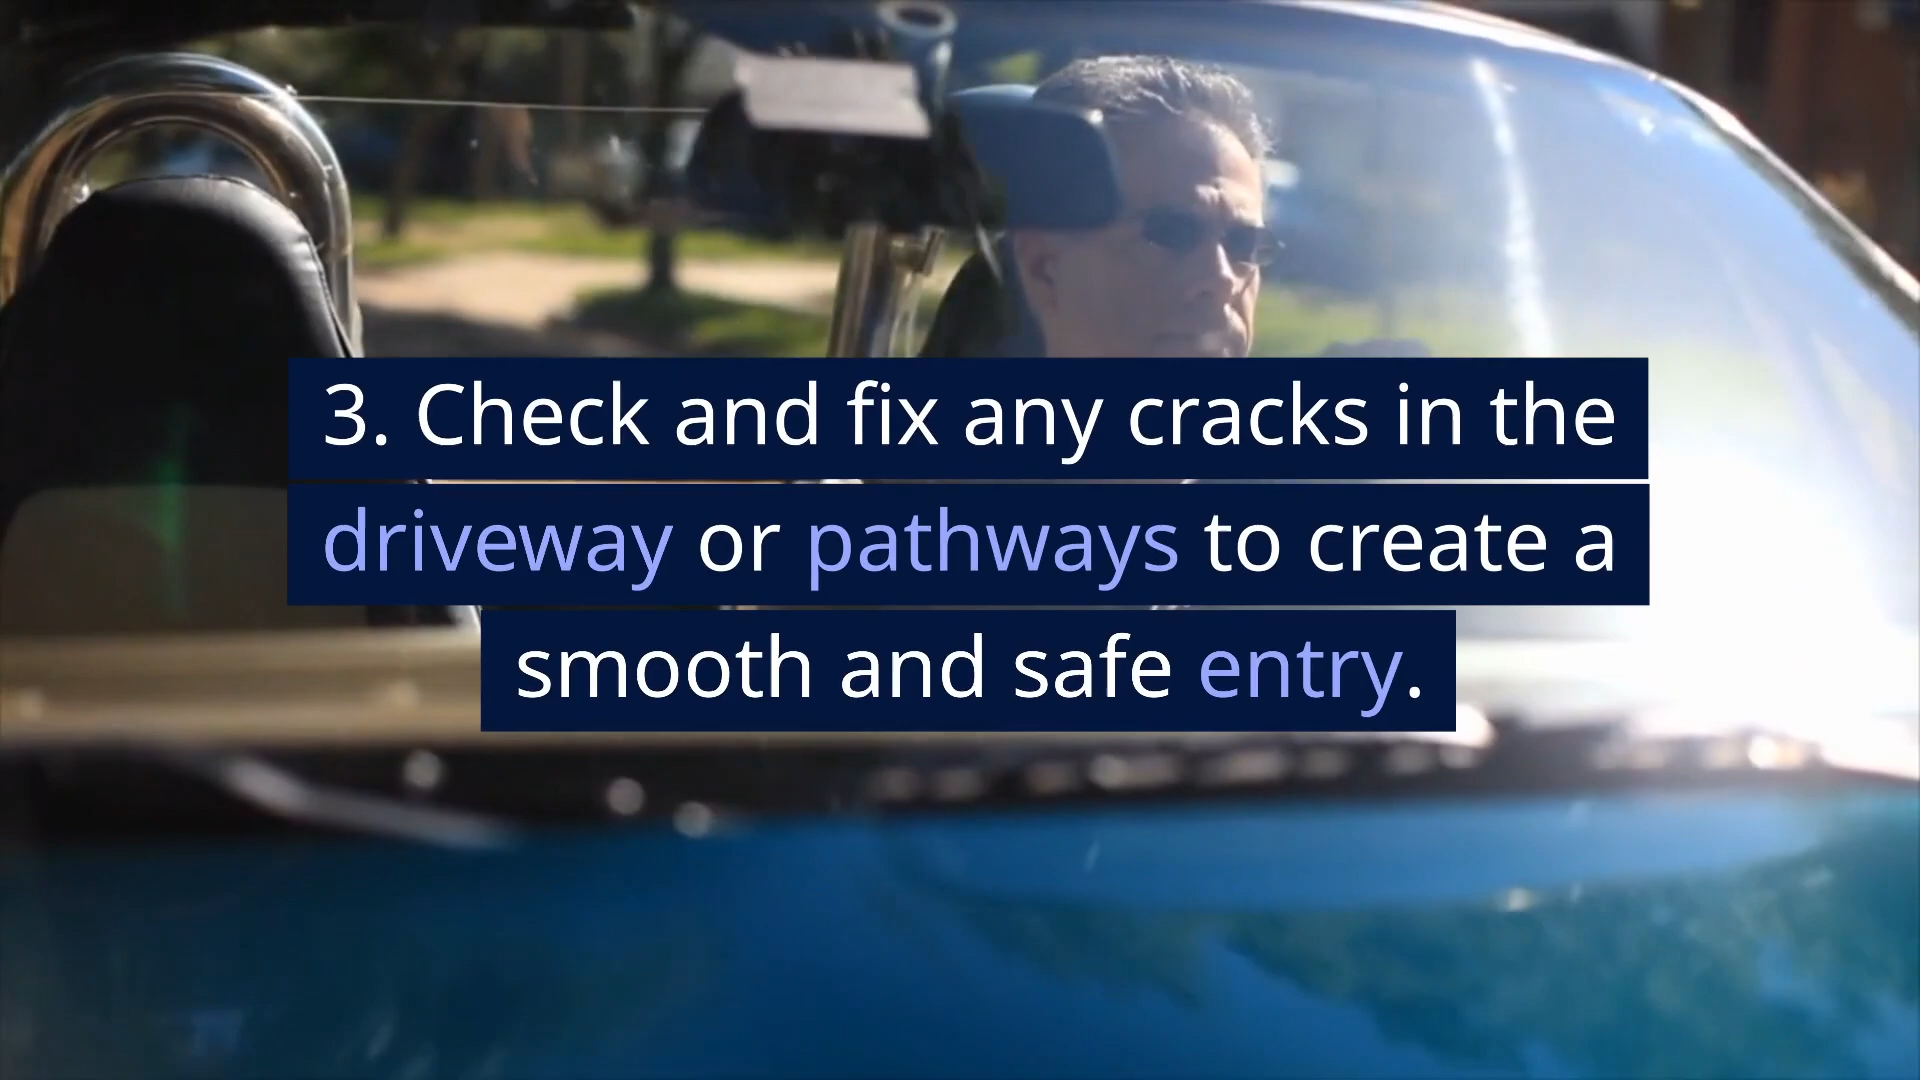 3. Check and fix any cracks in the
driveway or pathways to create a
smooth and safe entry.